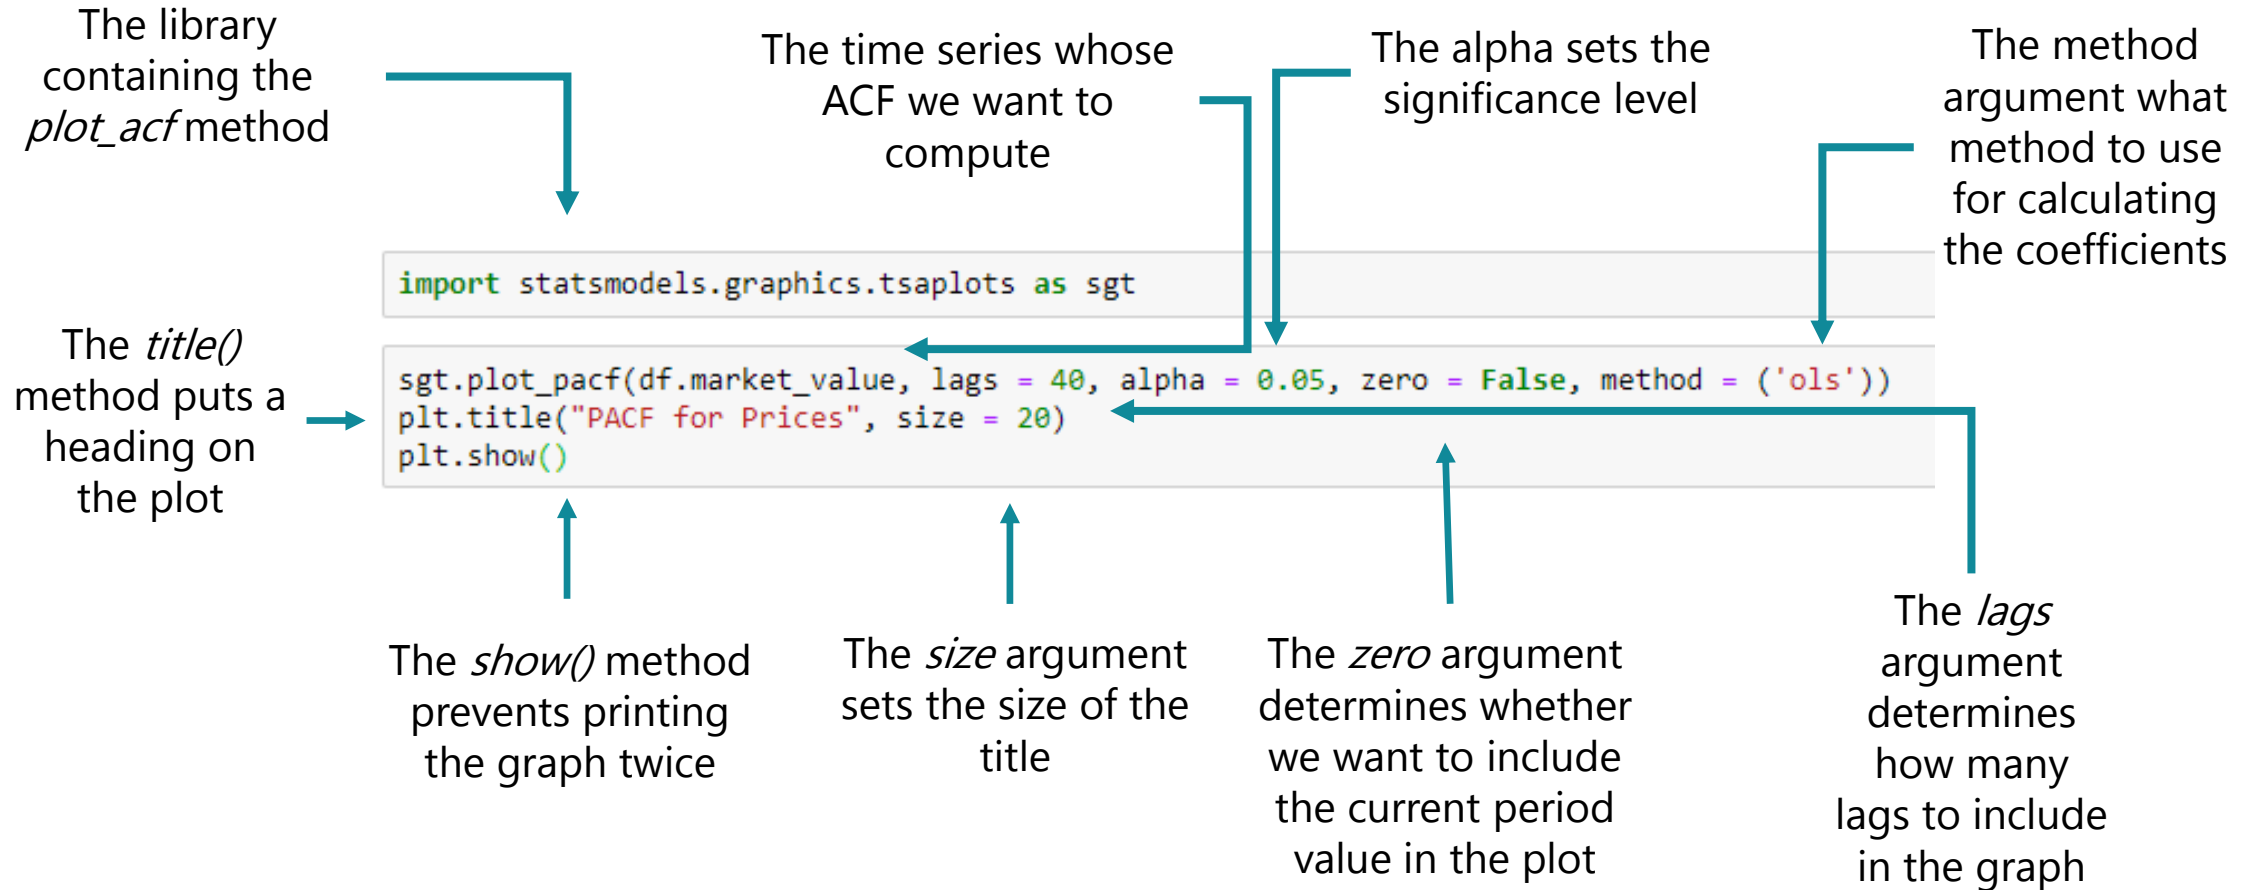 The library
containing the
plot_acf method
The time series whose
ACF we want to
compute
The alpha sets the
significance level
The method
argument what
method to use
for calculating
the coefficients
import statsmodels.graphics.tsaplots as sgt
The title()
method puts a
heading on
the plot
sgt.plot_pacf(df.market_value, lags = 40, alpha = 0.05, zero = False, method = ('ols'))
plt.title("PACF for Prices", size = 20)
plt.show()
The show() method
prevents printing
the graph twice
The size argument
sets the size of the
title
The zero argument
determines whether
we want to include
the current period
value in the plot
The lags
argument
determines
how many
lags to include
in the graph